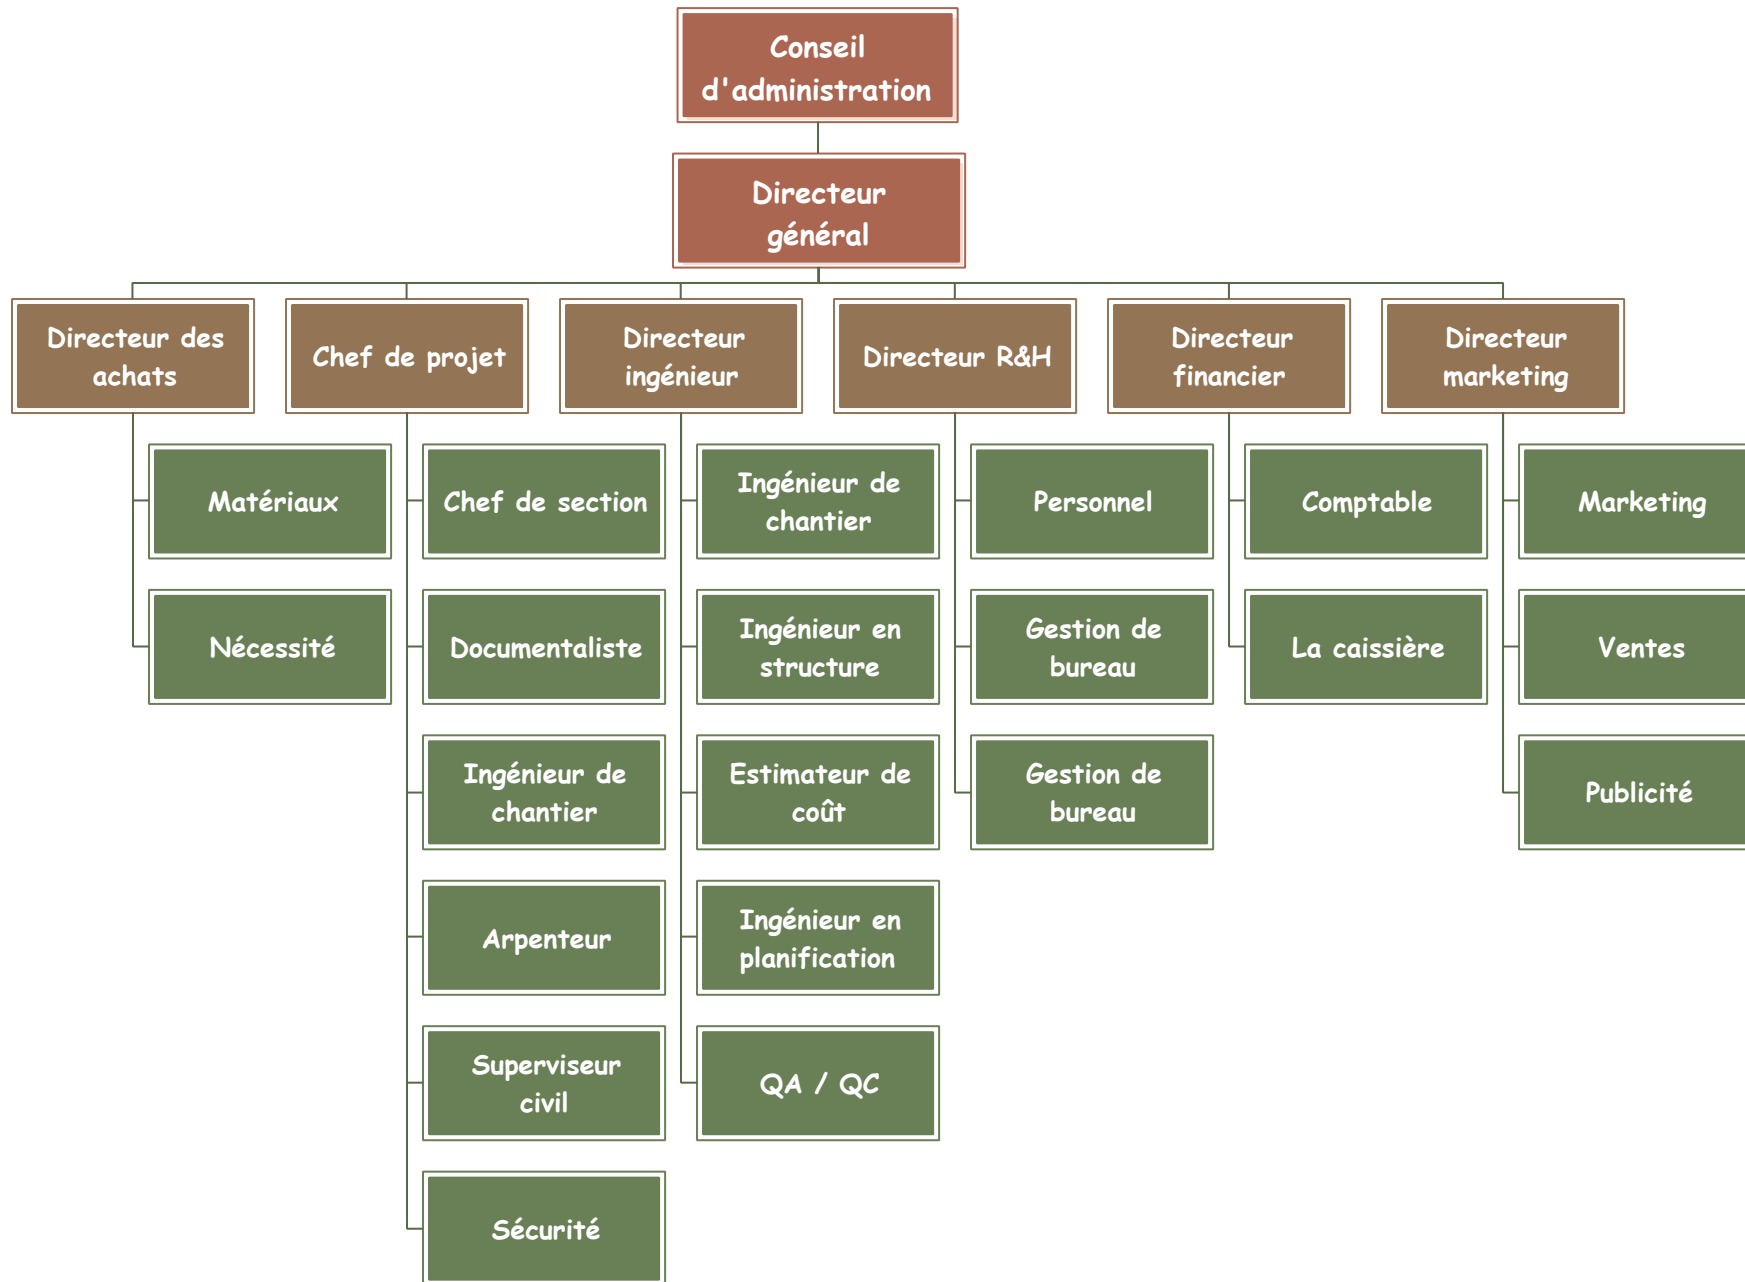 Conseil
d'administration
Directeur
général
Directeur des
achats
Chef de projet
Directeur
ingénieur
Directeur R&H
Directeur
financier
Directeur
marketing
Matériaux
Chef de section
Ingénieur de
chantier
Personnel
Comptable
Marketing
Nécessité
Documentaliste
Ingénieur en
structure
Gestion de
bureau
La caissière
Ventes
Ingénieur de
chantier
Estimateur de
coût
Gestion de
bureau
Publicité
Arpenteur
Ingénieur en
planification
Superviseur
civil
QA / QC
Sécurité